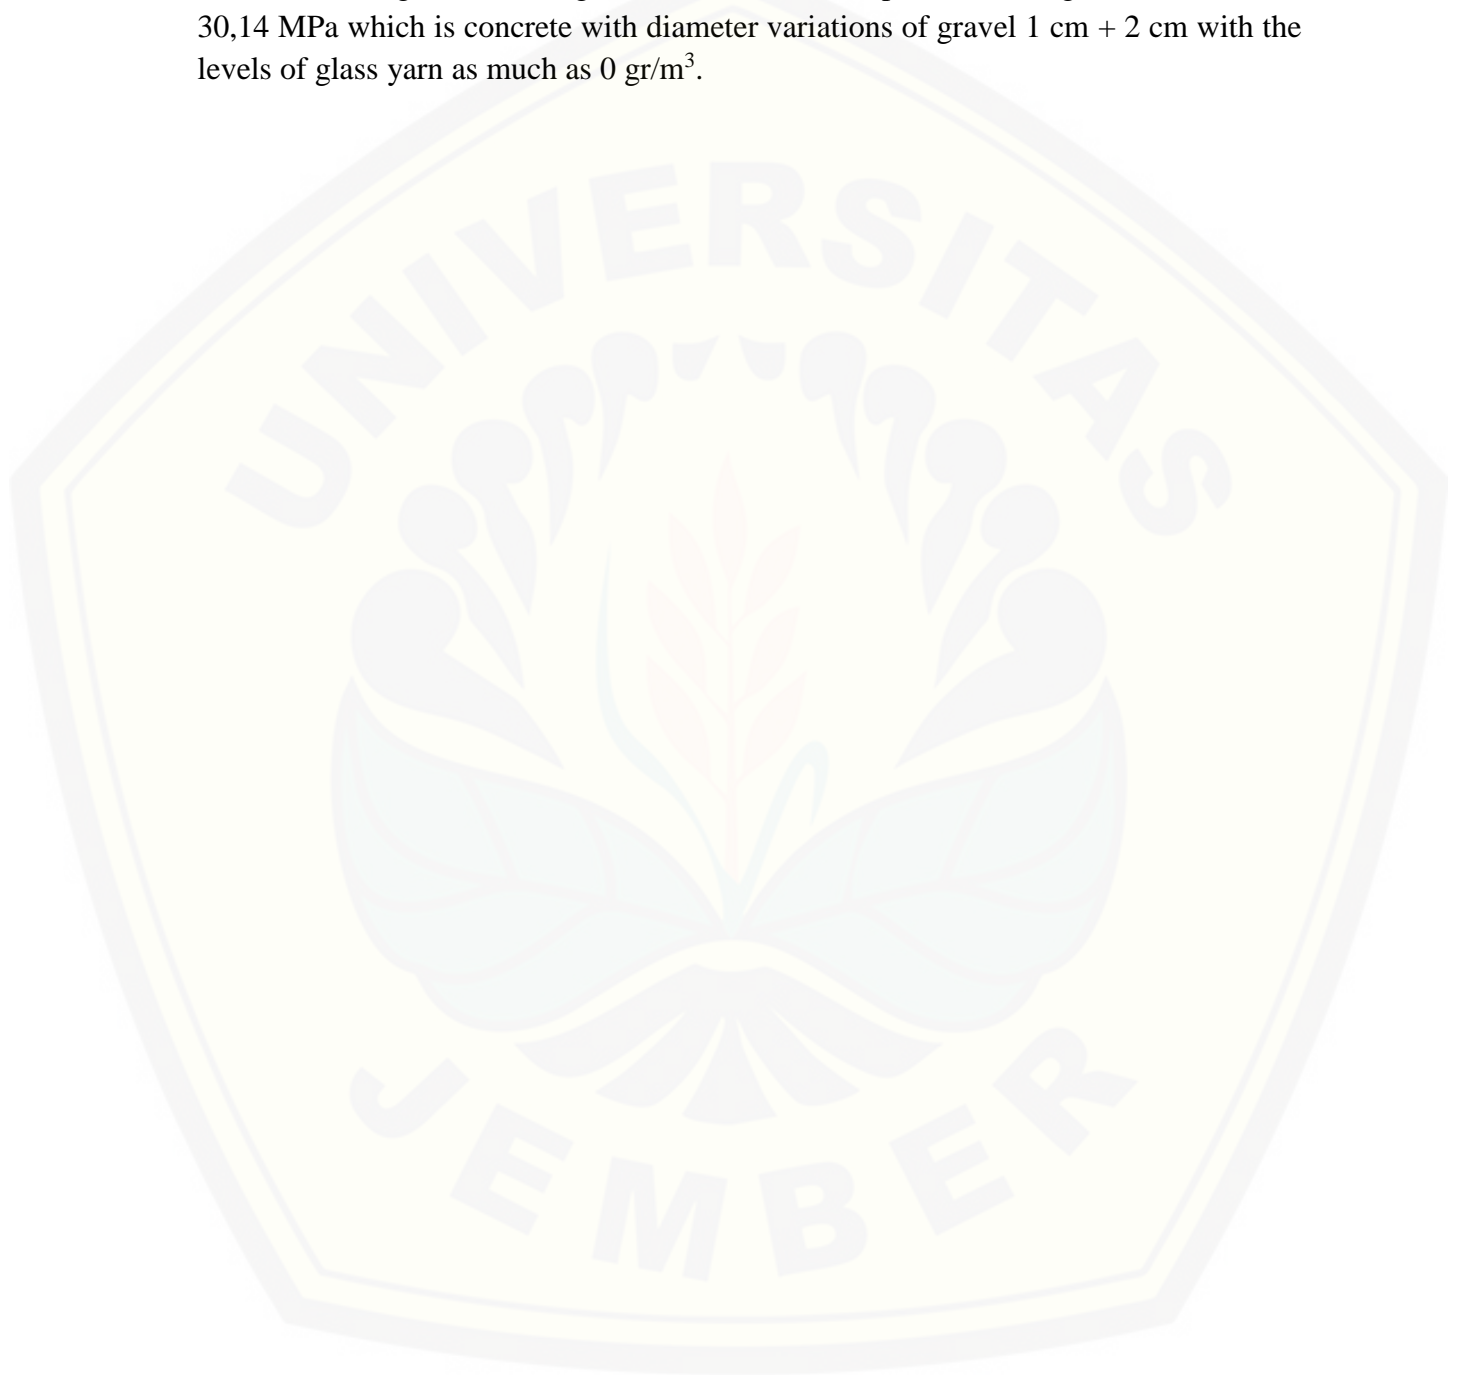 30,14 MPa which is concrete with diameter variations of gravel 1 cm + 2 cm with the
levels of glass yarn as much as 0 gr/m³.
UNIVERSITAS
JEMBER